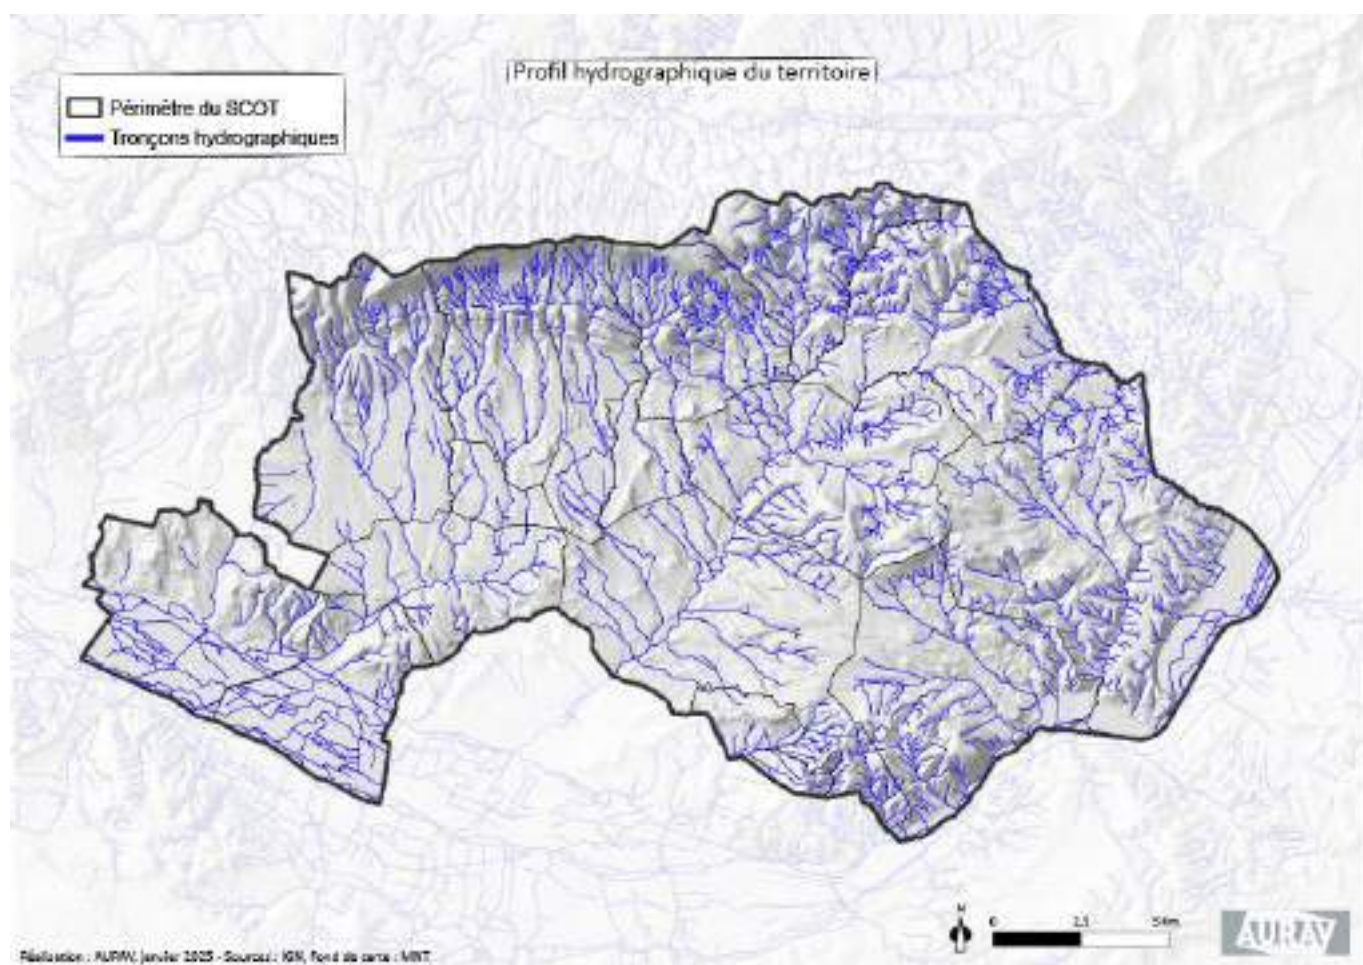 Profil hydrographique du territoire
Périmètre du SCOT
Tronçons hydrographiques
N
0 2,5 5 km
AURAV
Réalisation : AURAV, janvier 2025 - Sources : IGN, Fond de carte : MNT